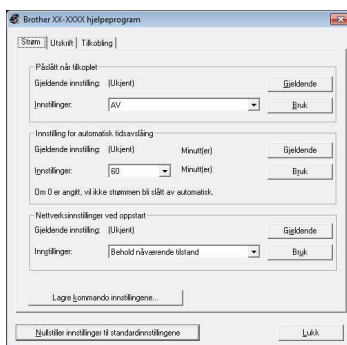 Brother XX-XXXX hjelpeprogram
Strøm Utskrift Tilkobling
Påslått når tilkoplet
Gjeldende innstilling: (Ukjent) Gjeldende
Innstillinger: AV Bruk
Innstilling for automatisk tidsavslåing
Gjeldende innstilling: (Ukjent) Minutt(er) Gjeldende
Innstillinger: 60 Minutt(er) Bruk
Om 0 er angitt, vil ikke strømmen bli slått av automatisk.
Nettverksinnstillinger ved oppstart
Gjeldende innstilling: (Ukjent) Gjeldende
Innstillinger: Behold nåværende tilstand Bruk
Lagre kommando innstillingene...
Nullstiller innstillinger til standardinnstillingene Lukk